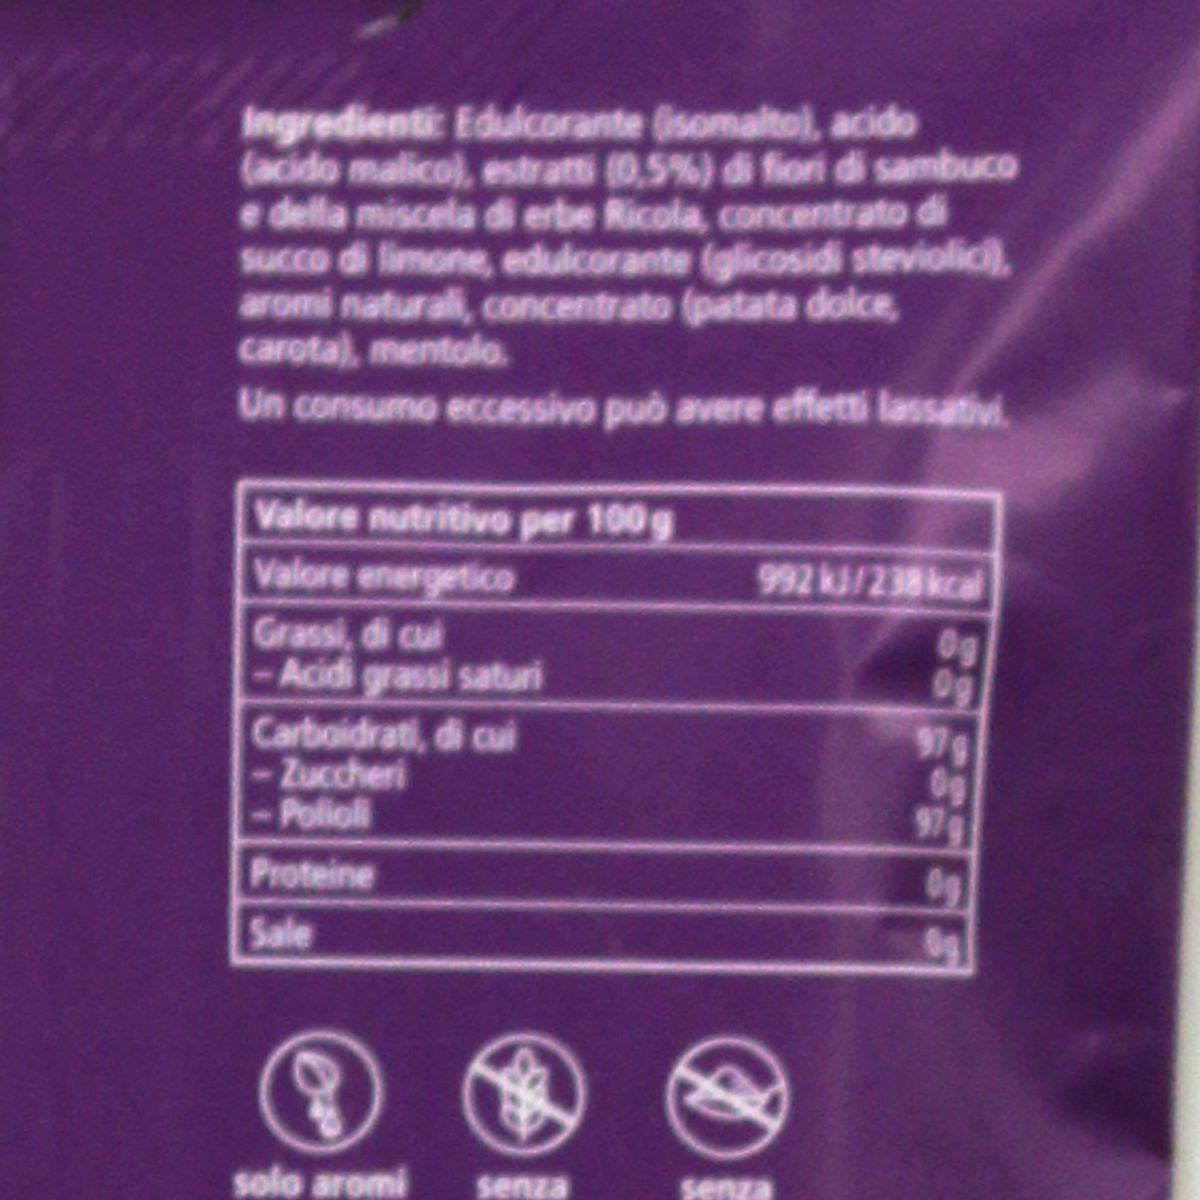 Ingredienti: Edulcorante (isomalto), acido
(acido malico), estratti (0,5%) di fiori di sambuco
e della miscela di erbe Ricola, concentrato di
succo di limone, edulcorante (glicosidi steviolici),
aromi naturali, concentrato (patata dolce,
carota), mentolo.
Un consumo eccessivo può avere effetti lassativi.
Valore nutritivo per 100 g
Valore energetico 992 kJ/238 kcal
Grassi, di cui 0 g
– Acidi grassi saturi 0 g
Carboidrati, di cui 97 g
– Zuccheri 0 g
– Polioli 97 g
Proteine 0 g
Sale 0 g
solo aromi senza senza